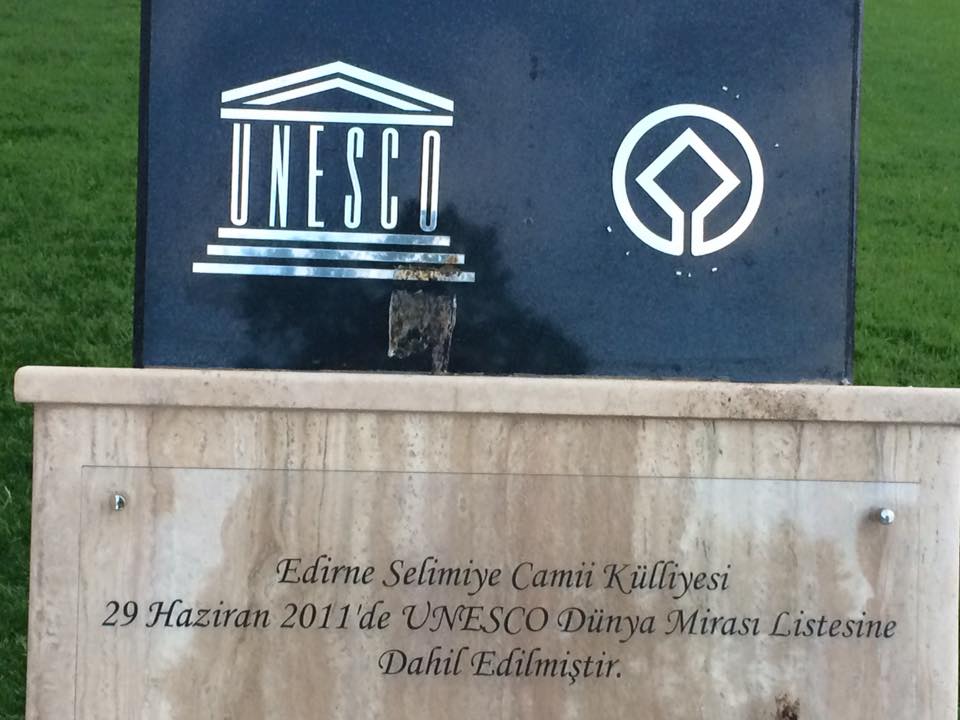 UNESCO
Edirne Selimiye Camii Külliyesi
29 Haziran 2011'de UNESCO Dünya Mirası Listesine
Dahil Edilmiştir.